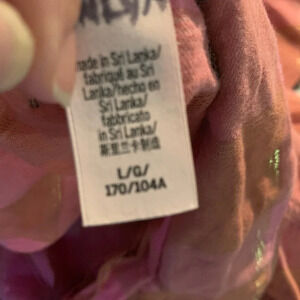 made in Sri Lanka/
fabriqué au Sri
Lanka/hecho en
Sri Lanka/
fabbricato
in Sri Lanka/
斯里兰卡制造
L/G/
170/104A